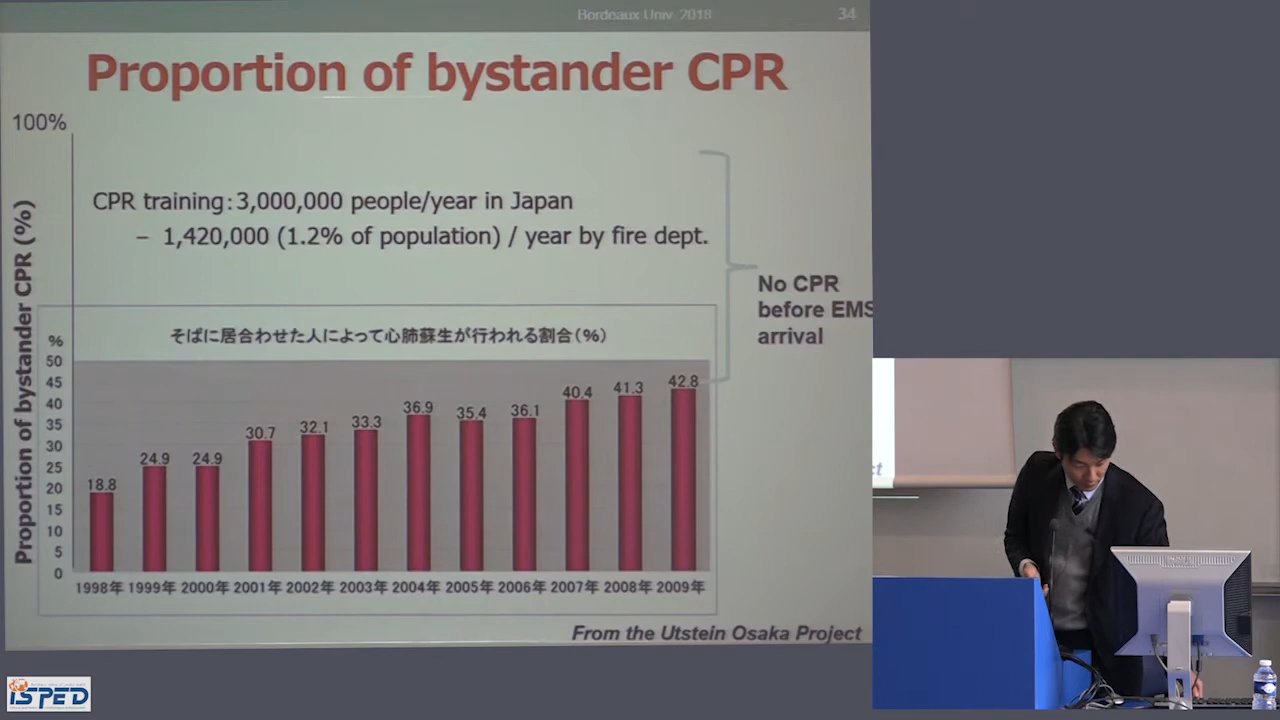 Bordeaux Univ. 2018
34
Proportion of bystander CPR
100%
CPR training:3,000,000 people/year in Japan
– 1,420,000 (1.2% of population) / year by fire dept.
No CPR
before EMS
arrival
Proportion of bystander CPR (%)
そばに居合わせた人によって心肺蘇生が行われる割合(%)
%
50
45
40
35
30
25
20
15
10
5
0
18.8
24.9
24.9
30.7
32.1
33.3
36.9
35.4
36.1
40.4
41.3
42.8
1998年 1999年 2000年 2001年 2002年 2003年 2004年 2005年 2006年 2007年 2008年 2009年
From the Utstein Osaka Project
ISPED